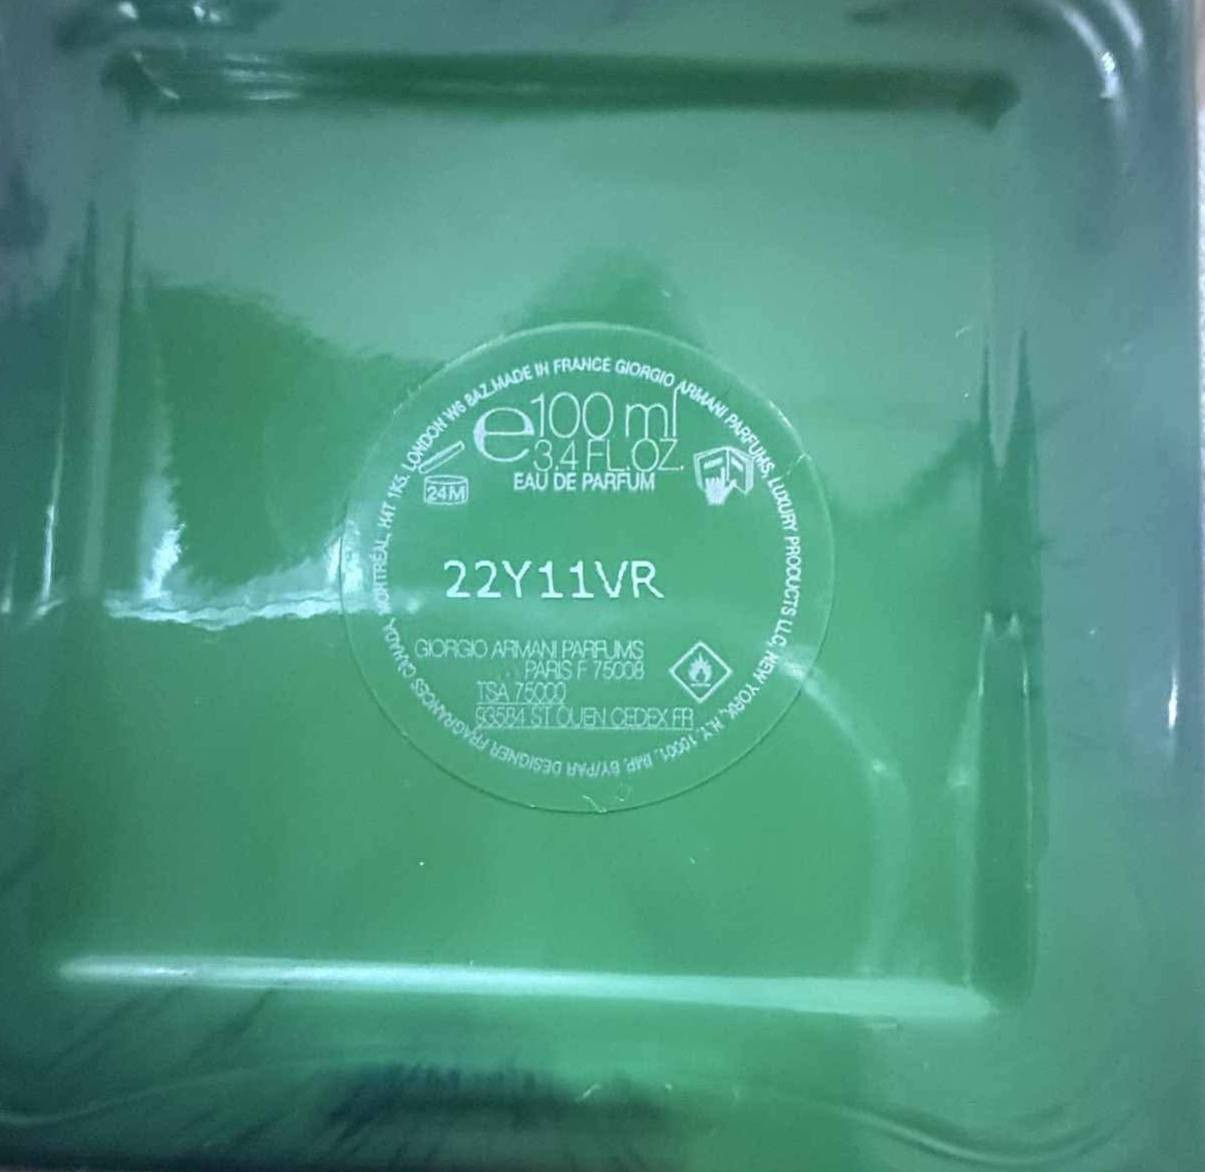 MADE IN FRANCE GIORGIO ARMANI PARFUMS, LUXURY PRODUCTS LLC, NEW YORK, N.Y. 10001. IMP. BY/PAR DESIGNER FRAGRANCES CANADA, MONTRÉAL, H4T 1K5. LONDON W6 8AZ.
e100 ml
3.4 FL.OZ.
EAU DE PARFUM
24M
22Y11VR
GIORGIO ARMANI PARFUMS
PARIS F 75008
TSA 75000
93584 ST OUEN CEDEX FR